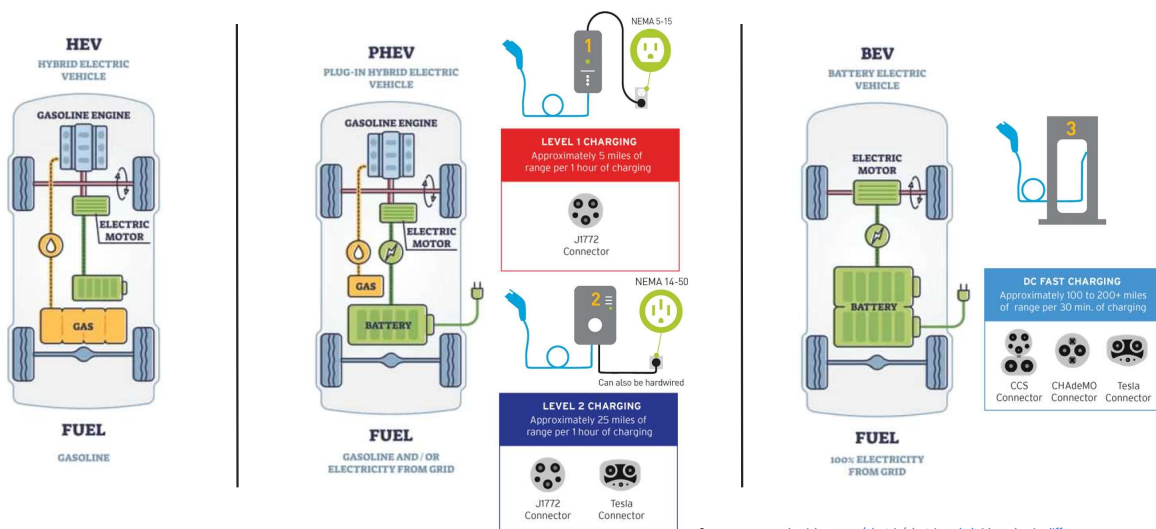 HEV
HYBRID ELECTRIC
VEHICLE
GASOLINE ENGINE
ELECTRIC
MOTOR
GAS
FUEL
GASOLINE
PHEV
PLUG-IN HYBRID ELECTRIC
VEHICLE
GASOLINE ENGINE
ELECTRIC
MOTOR
GAS
BATTERY
FUEL
GASOLINE AND / OR
ELECTRICITY FROM GRID
NEMA 5-15
1
LEVEL 1 CHARGING
Approximately 5 miles of
range per 1 hour of charging
J1772
Connector
NEMA 14-50
2
Can also be hardwired
LEVEL 2 CHARGING
Approximately 25 miles of
range per 1 hour of charging
J1772
Connector
Tesla
Connector
BEV
BATTERY ELECTRIC
VEHICLE
ELECTRIC
MOTOR
BATTERY
FUEL
100% ELECTRICITY
FROM GRID
3
DC FAST CHARGING
Approximately 100 to 200+ miles
of range per 30 min. of charging
CCS
Connector
CHAdeMO
Connector
Tesla
Connector